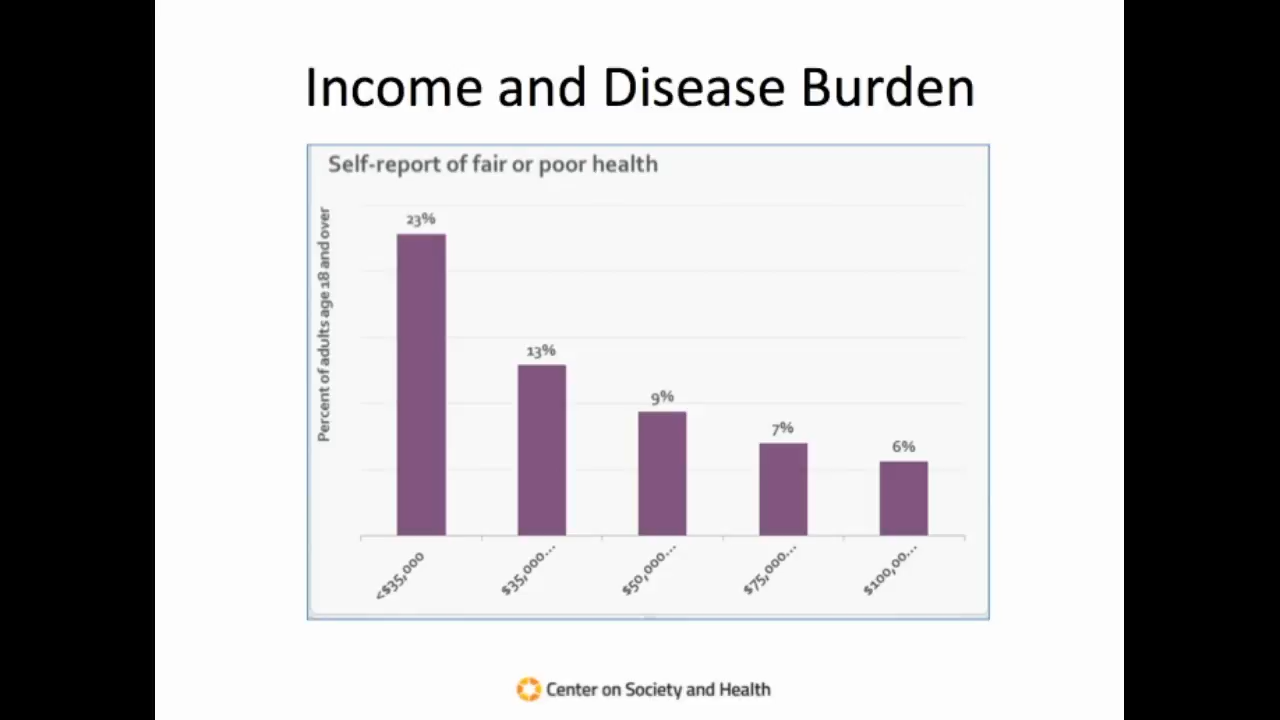 Income and Disease Burden
Self-report of fair or poor health
Percent of adults age 18 and over
23%
13%
9%
7%
6%
<$35,000
$35,000...
$50,000...
$75,000...
$100,00...
Center on Society and Health